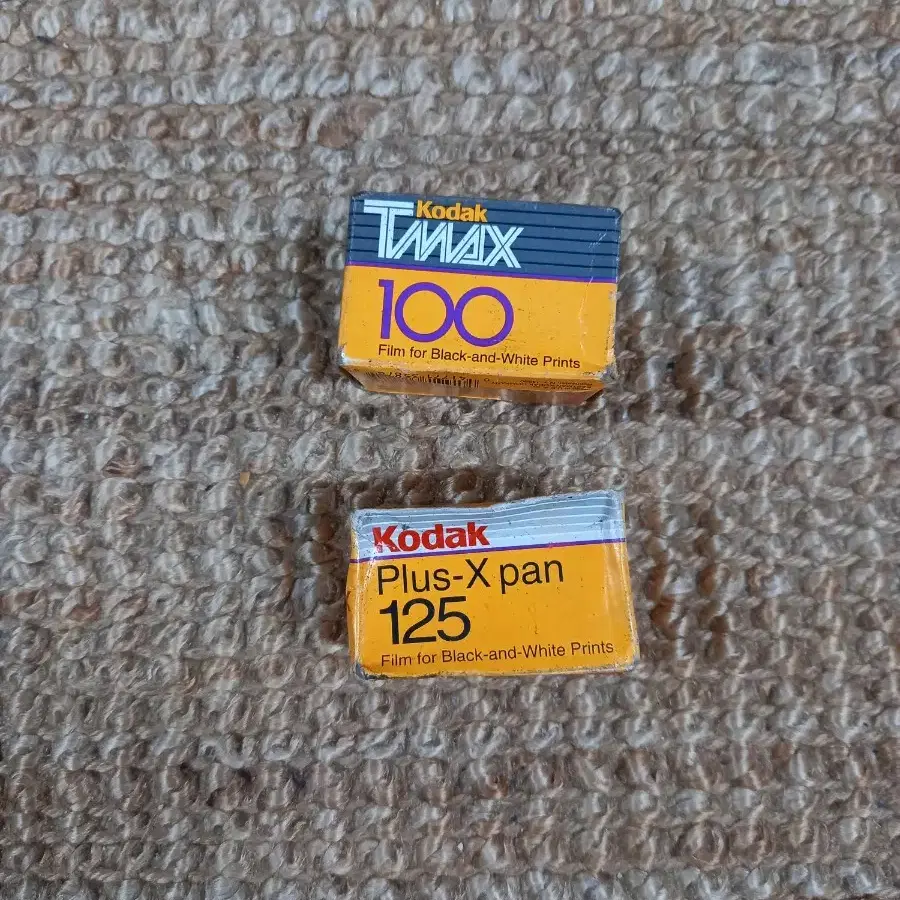 Kodak
TMAX
100
Film for Black-and-White Prints
Kodak
Plus-X pan
125
Film for Black-and-White Prints